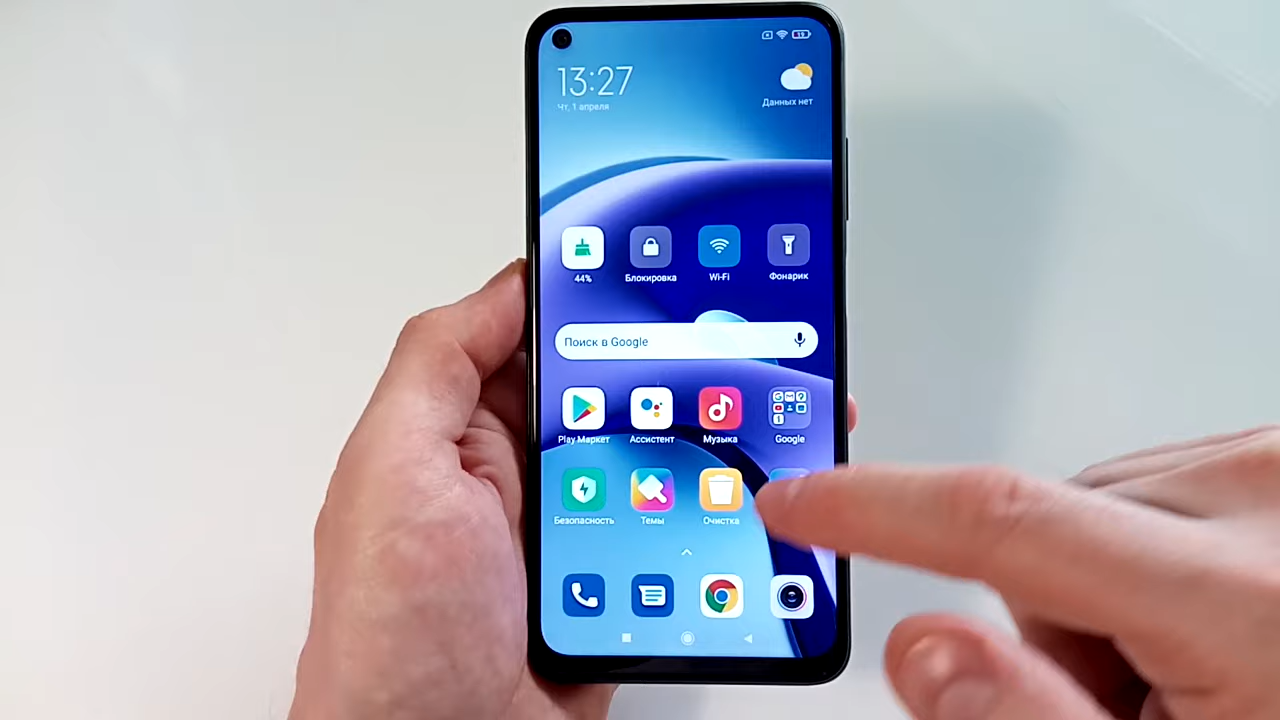 19
13:27
Чт, 1 апреля
Данных нет
44%
Блокировка
Wi-Fi
Фонарик
Поиск в Google
Play Маркет
Ассистент
Музыка
Google
Безопасность
Темы
Очистка